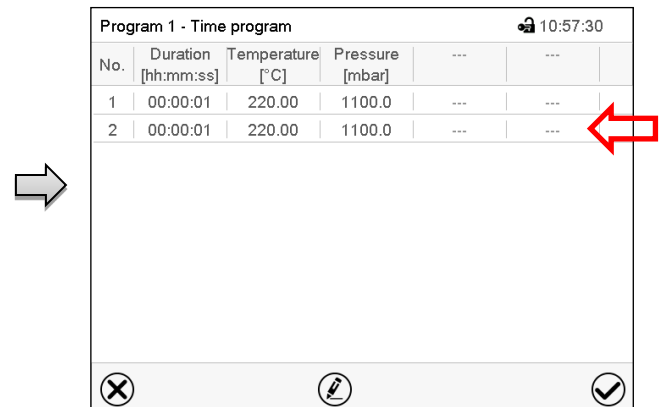 Program 1 - Time program 10:57:30
No. Duration [hh:mm:ss] Temperature [°C] Pressure [mbar] --- ---
1 00:00:01 220.00 1100.0 --- ---
2 00:00:01 220.00 1100.0 --- ---